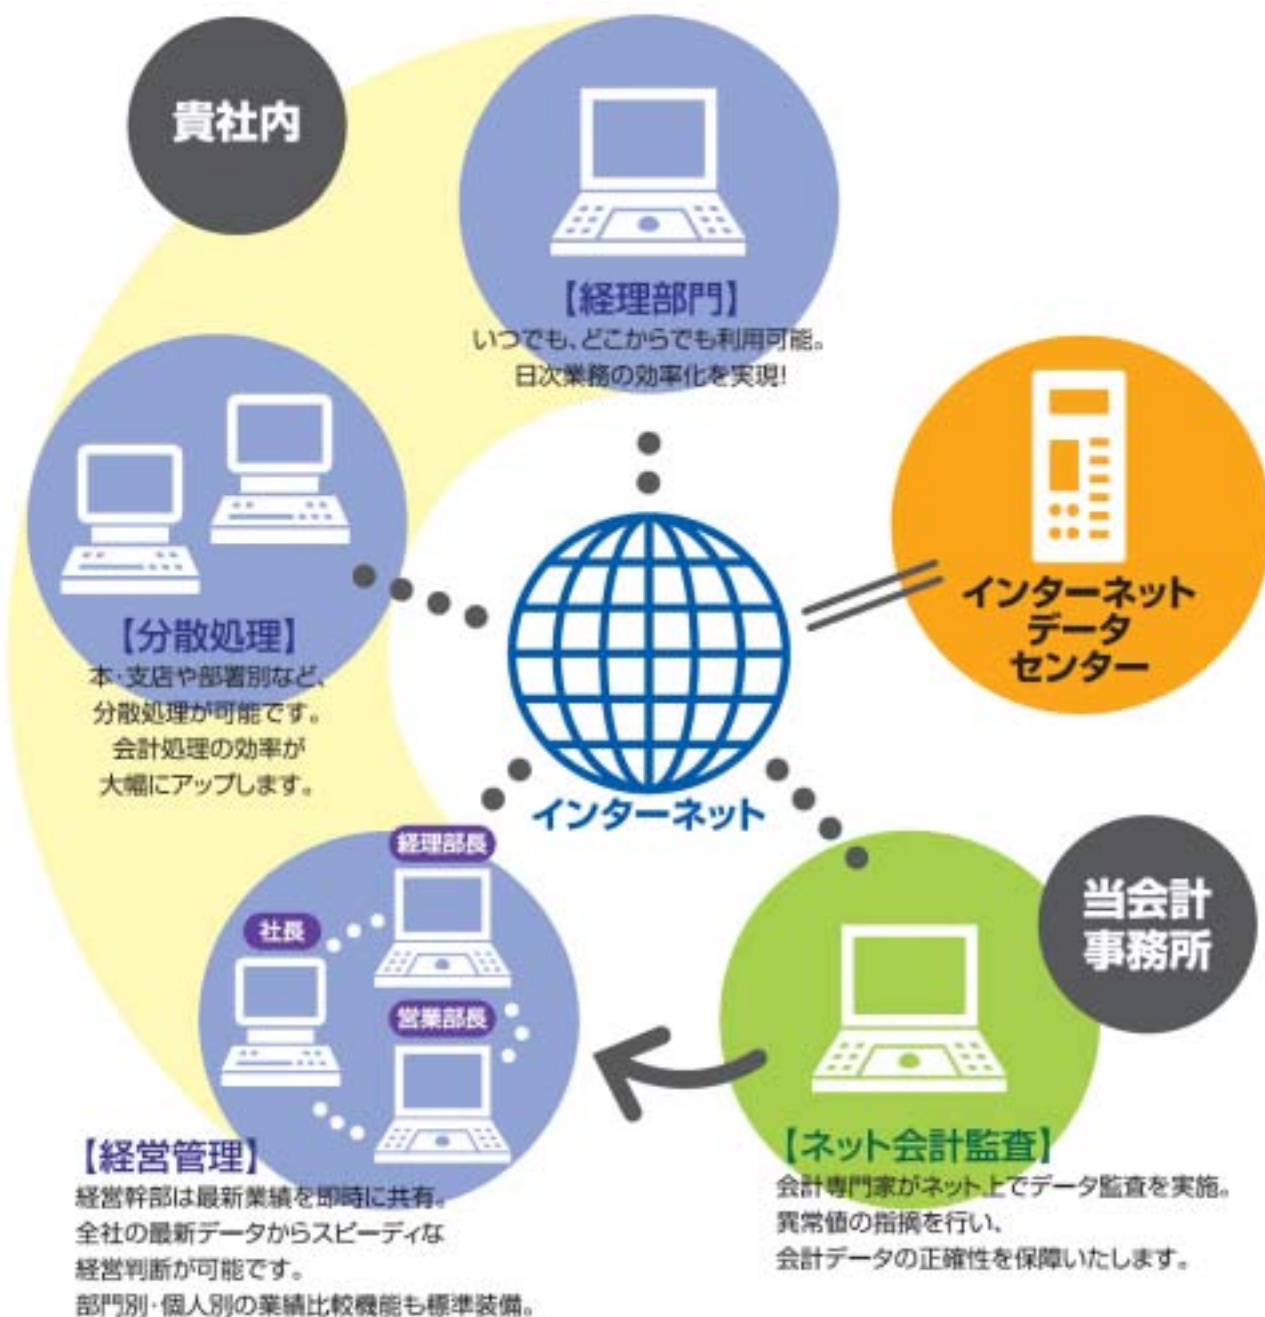 貴社内
【経理部門】
いつでも、どこからでも利用可能。
日次業務の効率化を実現!
【分散処理】
本・支店や部署別など、
分散処理が可能です。
会計処理の効率が
大幅にアップします。
インターネット
データ
センター
インターネット
経理部長
社長
営業部長
【経営管理】
経営幹部は最新業績を即時に共有。
全社の最新データからスピーディな
経営判断が可能です。
部門別・個人別の業績比較機能も標準装備。
当会計
事務所
【ネット会計監査】
会計専門家がネット上でデータ監査を実施。
異常値の指摘を行い、
会計データの正確性を保障いたします。